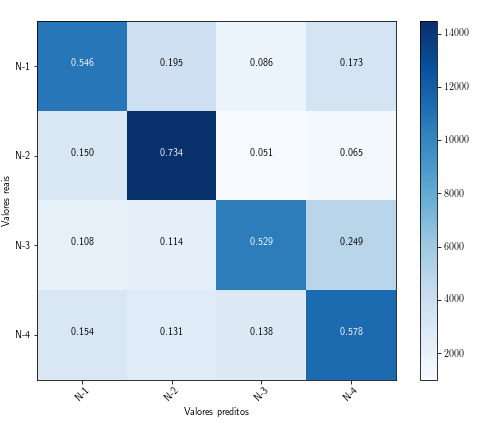 N-1 0.546 0.195 0.086 0.173
N-2 0.150 0.734 0.051 0.065
N-3 0.108 0.114 0.529 0.249
N-4 0.154 0.131 0.138 0.578
N-1 N-2 N-3 N-4
Valores preditos
Valores reais
14000
12000
10000
8000
6000
4000
2000